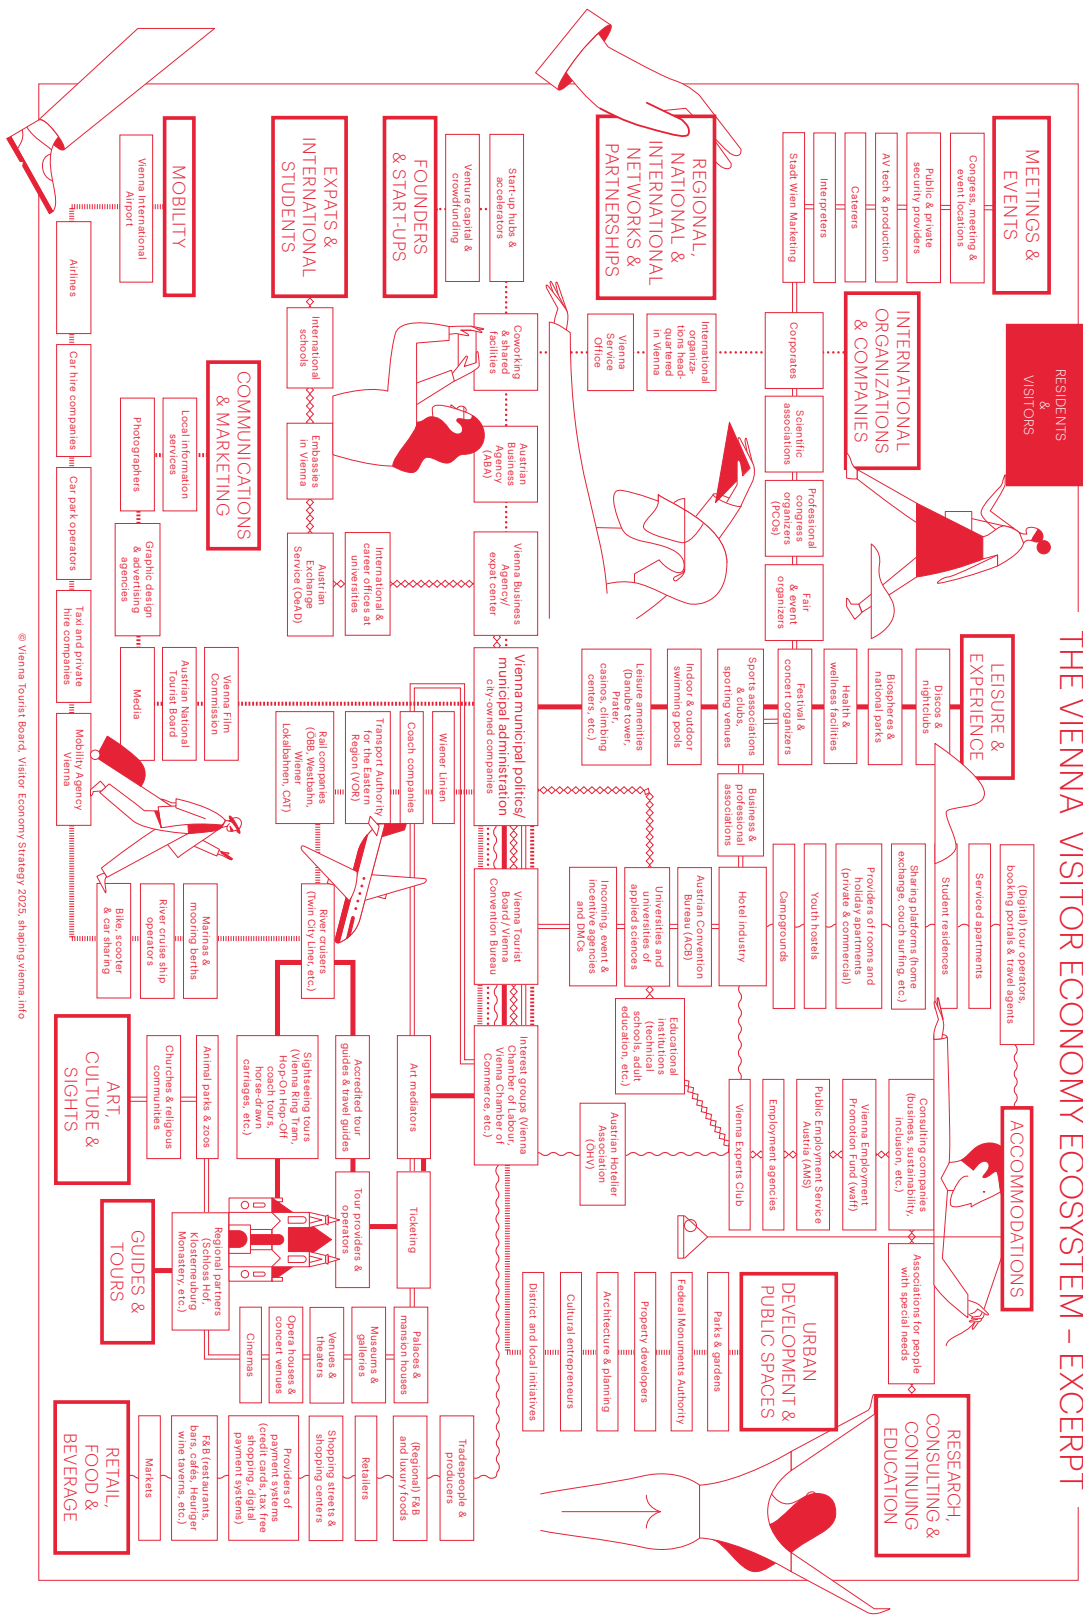 THE VIENNA VISITOR ECONOMY ECOSYSTEM – EXCERPT
RESIDENTS
&
VISITORS
MEETINGS &
EVENTS
Congress, meeting &
event locations
Public & private
security providers
AV tech & production
Caterers
Interpreters
Stadt Wien Marketing
INTERNATIONAL
ORGANIZATIONS
& COMPANIES
Corporates
Scientific
associations
Professional
congress
organizers
(PCOs)
Fair
& event
organizers
LEISURE &
EXPERIENCE
Discos &
nightclubs
Biospheres &
national parks
Health &
wellness facilities
Festival &
concert organizers
Sports associations
& clubs,
sporting venues
Indoor & outdoor
swimming pools
Leisure amenities
(Danube tower,
Prater,
casinos, climbing
centers, etc.)
Business &
professional
associations
(Digital) tour operators,
booking portals & travel agents
Serviced apartments
Student residences
Sharing platforms (home
exchange, couch surfing, etc.)
Providers of rooms and
holiday apartments
(private & commercial)
Youth hostels
Campgrounds
Hotel industry
Austrian Convention
Bureau (ACB)
Universities and
universities of
applied sciences
Incoming, event &
incentive agencies
and DMCs
ACCOMMODATIONS
Consulting companies
(business, sustainability,
inclusion, etc.)
Vienna Employment
Promotion Fund (waff)
Public Employment Service
Austria (AMS)
Employment agencies
Vienna Experts Club
Educational
institutions
(technical
schools, adult
education, etc.)
Austrian Hotelier
Association
(ÖHV)
Associations for people
with special needs
RESEARCH,
CONSULTING &
CONTINUING
EDUCATION
URBAN
DEVELOPMENT &
PUBLIC SPACES
Parks & gardens
Federal Monuments Authority
Property developers
Architecture & planning
Cultural entrepreneurs
District and local initiatives
REGIONAL,
NATIONAL &
INTERNATIONAL
NETWORKS &
PARTNERSHIPS
International
organiza-
tions head-
quartered
in Vienna
Vienna
Service
Office
FOUNDERS
& START-UPS
Start-up hubs &
accelerators
Venture capital &
crowdfunding
Coworking
& shared
facilities
Austrian
Business
Agency
(ABA)
Vienna Business
Agency/
expat center
Vienna municipal politics/
municipal administration
city-owned companies
Vienna Tourist
Board/Vienna
Convention Bureau
Interest groups (Vienna
Chamber of Labour,
Vienna Chamber of
Commerce, etc.)
EXPATS &
INTERNATIONAL
STUDENTS
International
schools
Embassies
in Vienna
Austrian
Exchange
Service (OeAD)
International &
career offices at
universities
Wiener Linien
Coach companies
Transport Authority
for the Eastern
Region (VOR)
Rail companies
(ÖBB, Westbahn,
Wiener
Lokalbahnen, CAT)
River cruisers
(Twin City Liner, etc.)
Marinas &
mooring berths
River cruise ship
operators
Bike, scooter
& car sharing
COMMUNICATIONS
& MARKETING
Local information
services
Photographers
Graphic design
& advertising
agencies
Vienna Film
Commission
Austrian National
Tourist Board
Media
MOBILITY
Vienna International
Airport
Airlines
Car hire companies
Car park operators
Taxi and private
hire companies
Mobility Agency
Vienna
Art mediators
Accredited tour
guides & travel guides
Sightseeing tours
(Vienna Ring Tram,
Hop-On Hop-Off,
coach tours,
horse-drawn
carriages, etc.)
Animal parks & zoos
Churches & religious
communities
ART,
CULTURE &
SIGHTS
Ticketing
Tour providers &
operators
Regional partners
(Schloss Hof,
Klosterneuburg
Monastery, etc.)
GUIDES &
TOURS
Palaces &
mansion houses
Museums &
galleries
Venues &
theaters
Opera houses &
concert venues
Cinemas
Tradespeople &
producers
(Regional) F&B
and luxury foods
Retailers
Shopping streets &
shopping centers
Providers of
payment systems
(credit cards, tax free
shopping, digital
payment systems)
F&B (restaurants,
bars, cafés, Heuriger
wine taverns, etc.)
Markets
RETAIL,
FOOD &
BEVERAGE
© Vienna Tourist Board, Visitor Economy Strategy 2025, shaping.vienna.info